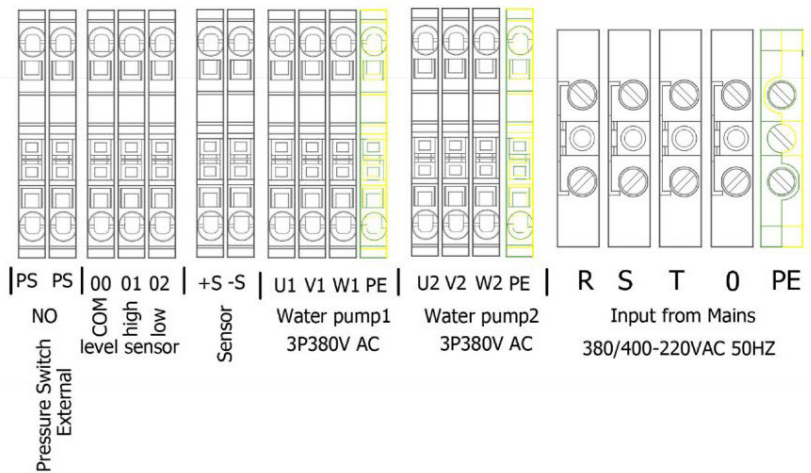 PS PS 00 01 02 +S -S U1 V1 W1 PE U2 V2 W2 PE R S T 0 PE
NO
COM
high
low
level sensor
Sensor
Water pump1
3P380V AC
Water pump2
3P380V AC
Input from Mains
380/400-220VAC 50HZ
Pressure Switch
External